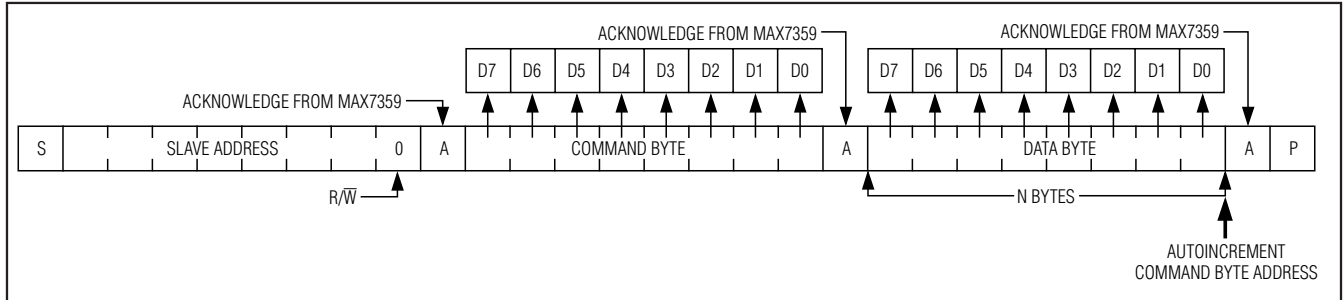 ACKNOWLEDGE FROM MAX7359 ACKNOWLEDGE FROM MAX7359
D7 D6 D5 D4 D3 D2 D1 D0 D7 D6 D5 D4 D3 D2 D1 D0
ACKNOWLEDGE FROM MAX7359
S SLAVE ADDRESS 0 A COMMAND BYTE A DATA BYTE A P
R/W̅ N BYTES
AUTOINCREMENT
COMMAND BYTE ADDRESS